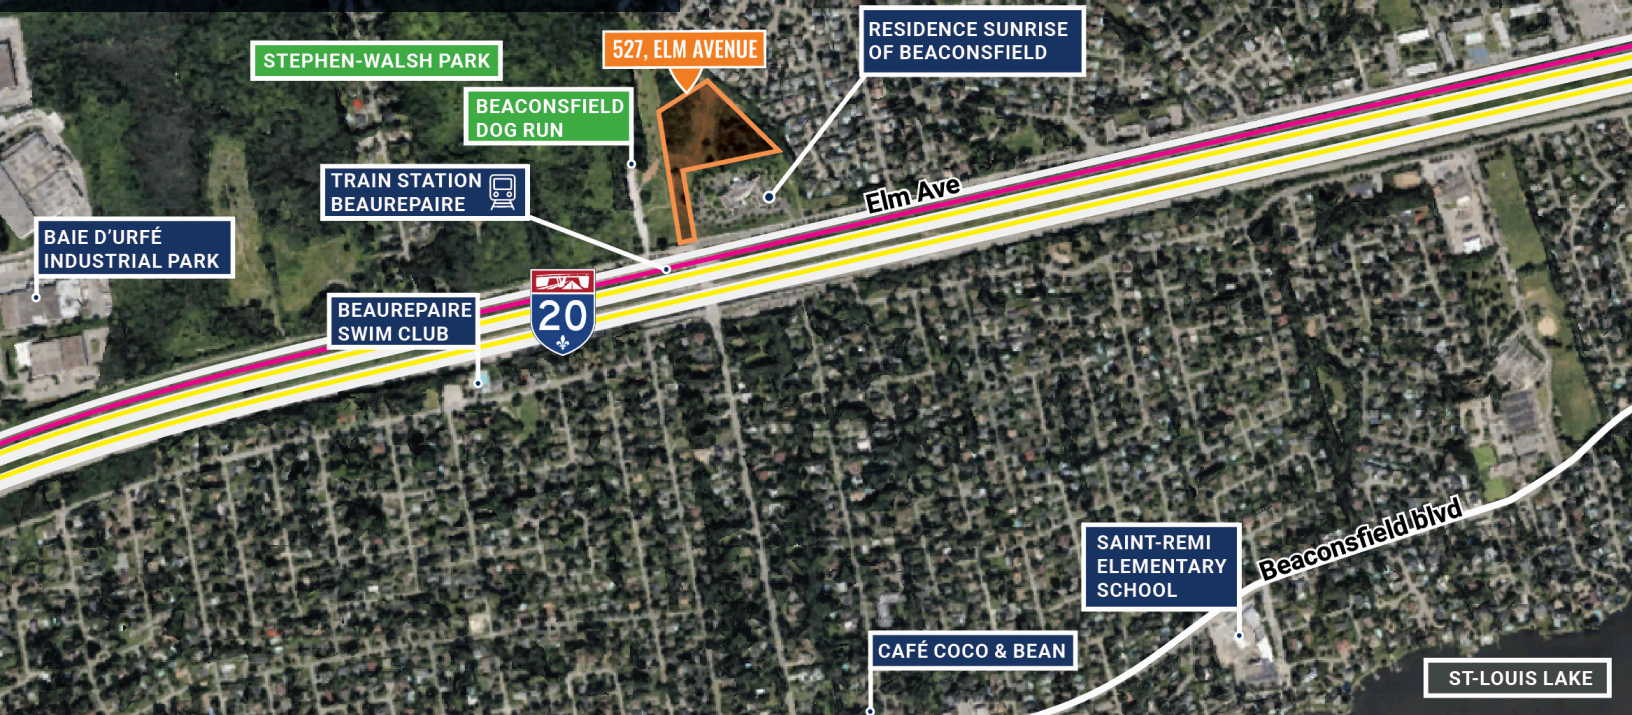 RESIDENCE SUNRISE
OF BEACONSFIELD
527, ELM AVENUE
STEPHEN-WALSH PARK
BEACONSFIELD
DOG RUN
TRAIN STATION
BEAUREPAIRE
Elm Ave
BAIE D'URFÉ
INDUSTRIAL PARK
BEAUREPAIRE
SWIM CLUB
20
Beaconsfield blvd
SAINT-REMI
ELEMENTARY
SCHOOL
CAFÉ COCO & BEAN
ST-LOUIS LAKE